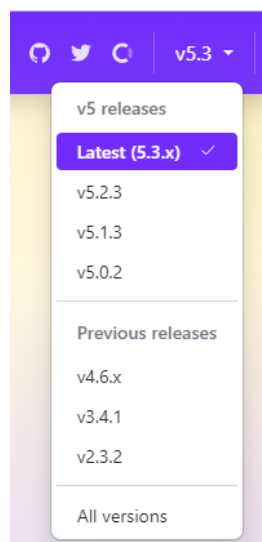 v5.3
v5 releases
Latest (5.3.x)
v5.2.3
v5.1.3
v5.0.2
Previous releases
v4.6.x
v3.4.1
v2.3.2
All versions